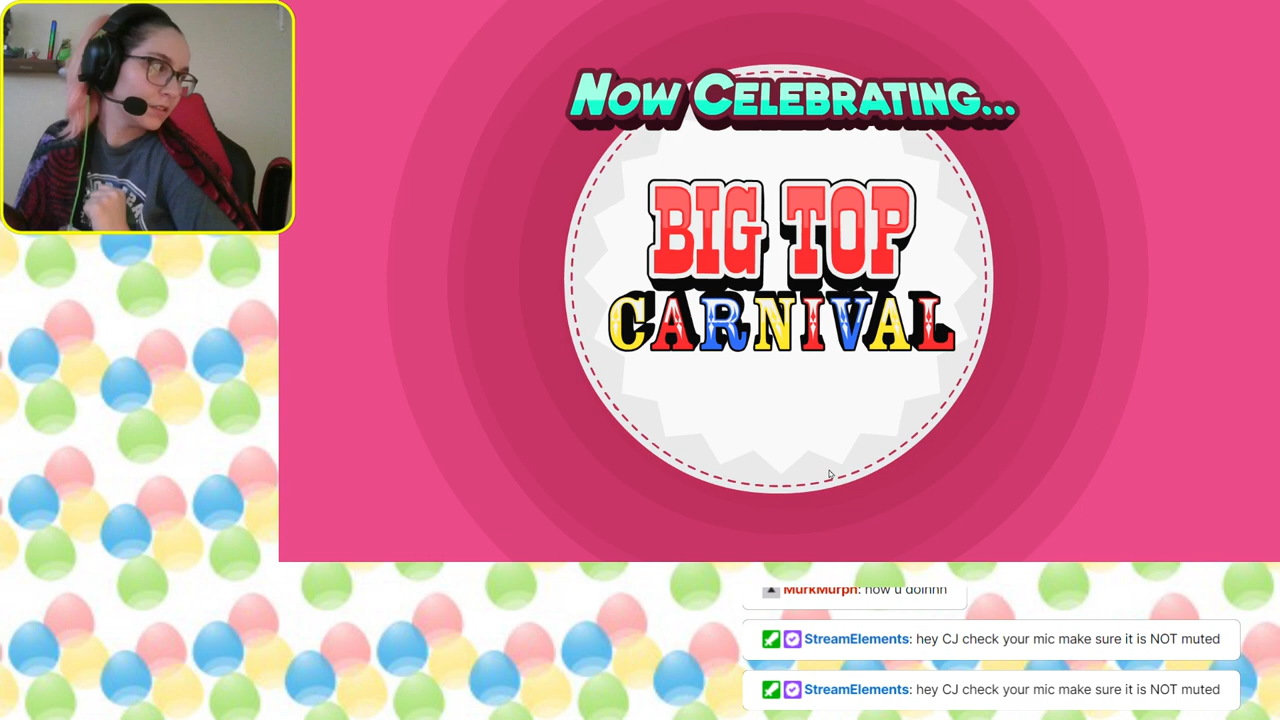 Now Celebrating...
BIG TOP
CARNIVAL
MurkMurph: how u doinnn
StreamElements: hey CJ check your mic make sure it is NOT muted
StreamElements: hey CJ check your mic make sure it is NOT muted